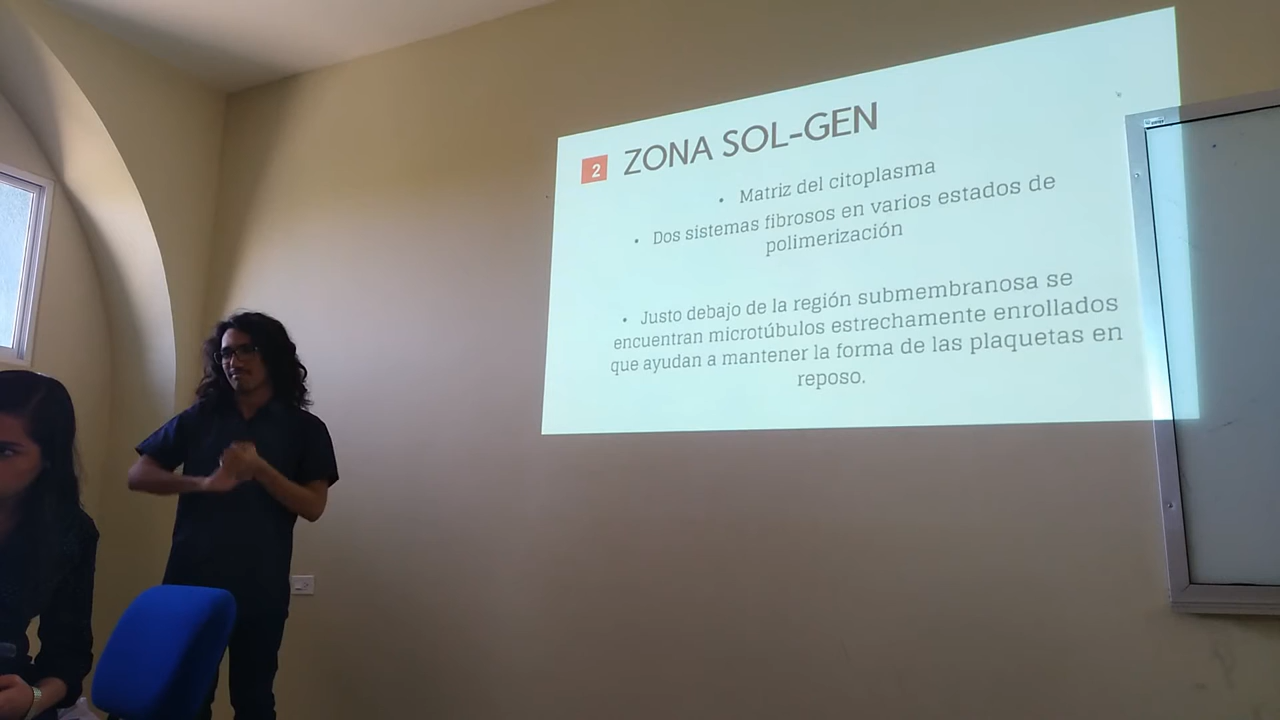 2 ZONA SOL-GEN
• Matriz del citoplasma
• Dos sistemas fibrosos en varios estados de
polimerización
• Justo debajo de la región submembranosa se
encuentran microtúbulos estrechamente enrollados
que ayudan a mantener la forma de las plaquetas en
reposo.